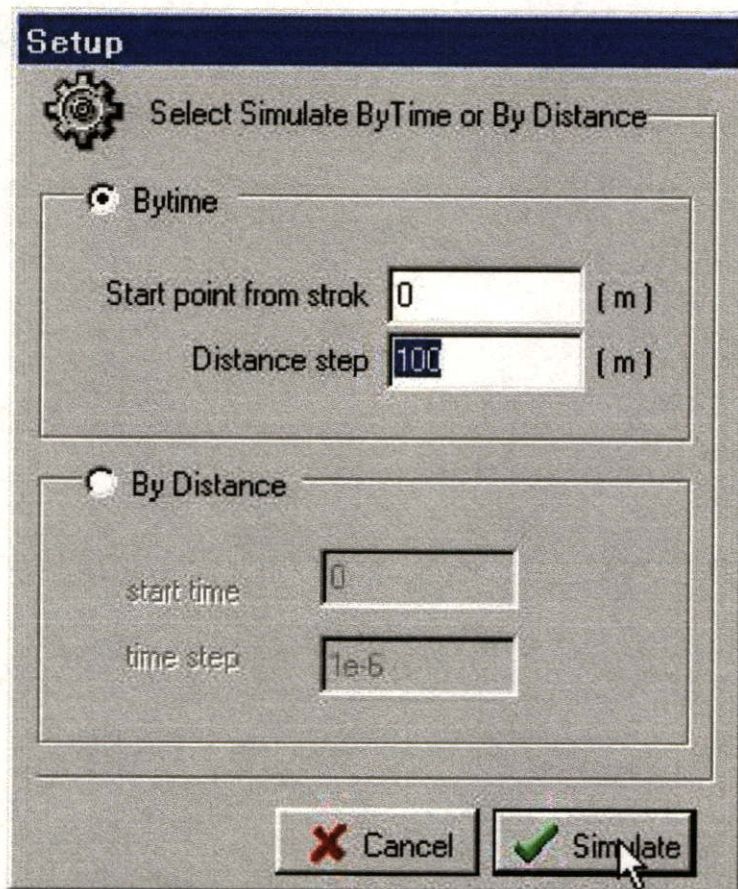 Setup
Select Simulate ByTime or By Distance
Bytime
Start point from strok 0 ( m )
Distance step 100 ( m )
By Distance
start time 0
time step 1e-6
Cancel Simulate